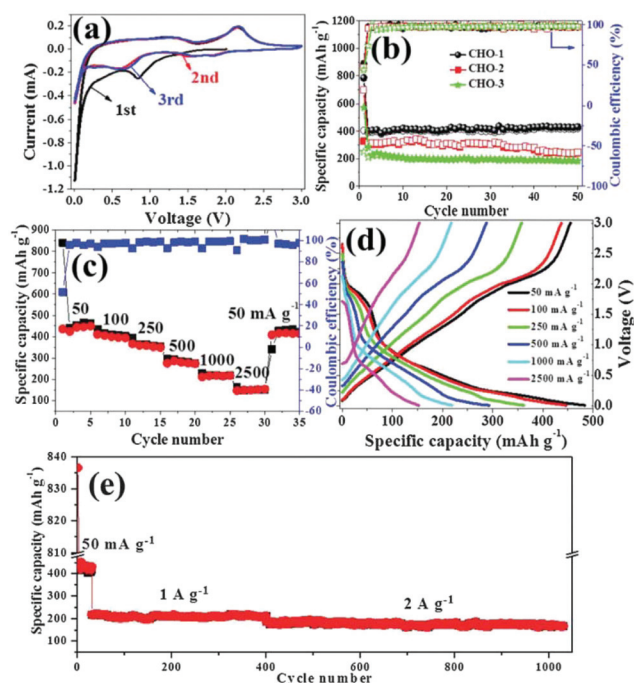 (a)
Current (mA)
0.4
0.2
0.0
-0.2
-0.4
-0.6
-0.8
-1.0
-1.2
1st
2nd
3rd
0.0 0.5 1.0 1.5 2.0 2.5 3.0
Voltage (V)
(b)
Specific capacity (mAh g-1)
1200
1000
800
600
400
200
0
CHO-1
CHO-2
CHO-3
100
50
0
-50
-100
Coulombic efficiency (%)
0 10 20 30 40 50
Cycle number
(c)
Specific capacity (mAh g-1)
900
800
700
600
500
400
300
200
100
50
100
250
500
1000
2500
50 mA g-1
100
80
60
40
20
0
-20
-40
-60
Coulombic efficiency (%)
0 5 10 15 20 25 30 35
Cycle number
(d)
50 mA g-1
100 mA g-1
250 mA g-1
500 mA g-1
1000 mA g-1
2500 mA g-1
3.0
2.5
2.0
1.5
1.0
0.5
0.0
Voltage (V)
0 100 200 300 400 500
Specific capacity (mAh g-1)
(e)
Specific capacity (mAh g-1)
840
830
820
810
400
300
200
100
50 mA g-1
1 A g-1
2 A g-1
0 200 400 600 800 1000
Cycle number